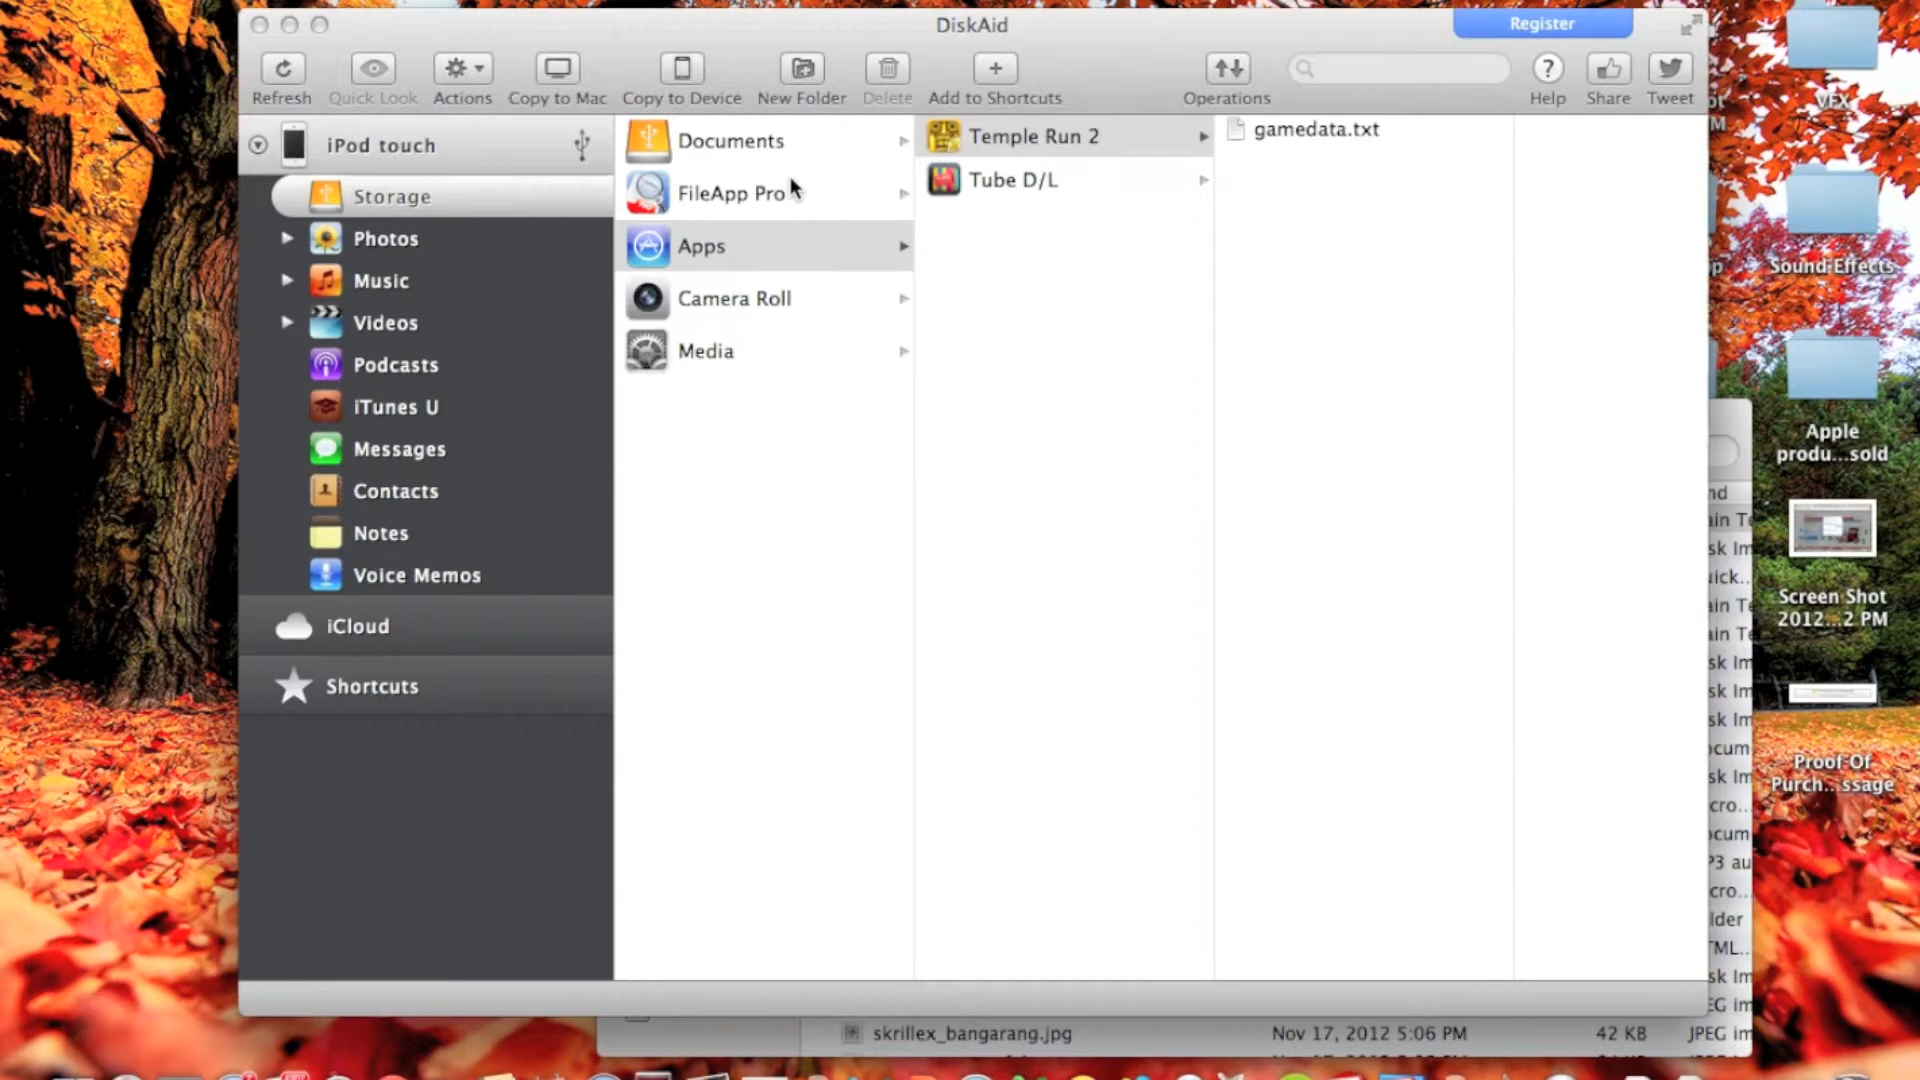 DiskAid
Register
Refresh
Quick Look
Actions
Copy to Mac
Copy to Device
New Folder
Delete
Add to Shortcuts
Operations
Help
Share
Tweet
iPod touch
Storage
Photos
Music
Videos
Podcasts
iTunes U
Messages
Contacts
Notes
Voice Memos
iCloud
Shortcuts
Documents
FileApp Pro
Apps
Camera Roll
Media
Temple Run 2
Tube D/L
gamedata.txt
VFX
Sound Effects
Apple
produ...sold
Screen Shot
2012...2 PM
Proof Of
Purch...ssage
skrillex_bangarang.jpg
Nov 17, 2012 5:06 PM
42 KB
JPEG im